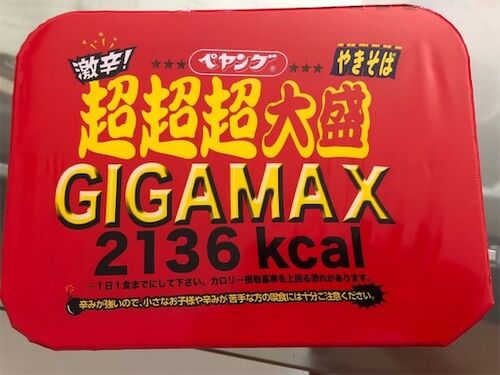 激辛!
ペヤング®
やきそば
超超超大盛
GIGAMAX
2136 kcal
※1日1食までにして下さい。カロリー摂取基準を上回る恐れがあります。
辛みが強いので、小さなお子様や辛みが苦手な方の喫食には十分ご注意ください。